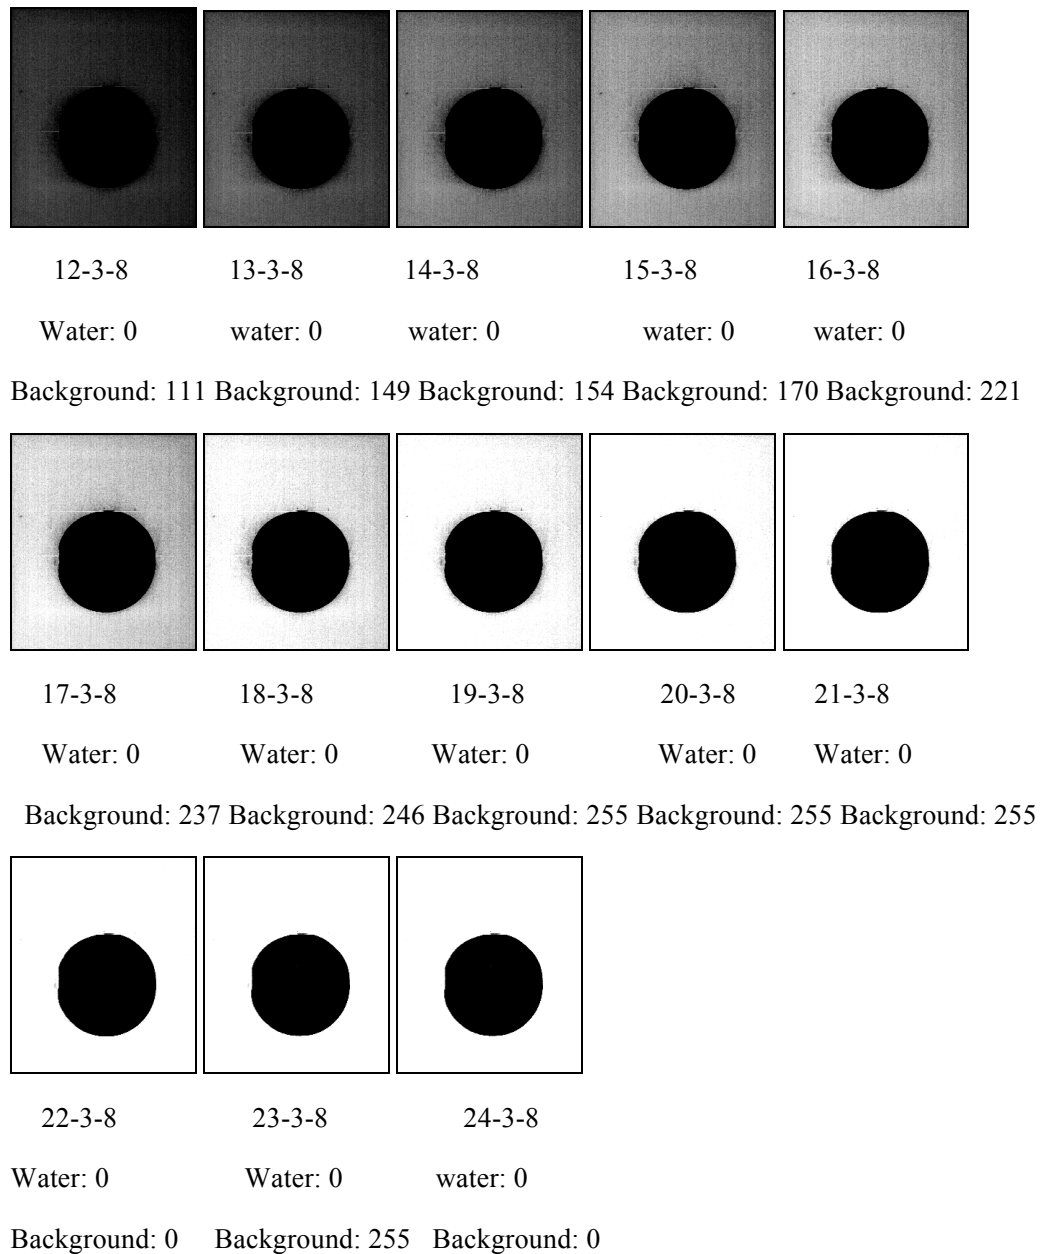 12-3-8 13-3-8 14-3-8 15-3-8 16-3-8
Water: 0 water: 0 water: 0 water: 0 water: 0
Background: 111 Background: 149 Background: 154 Background: 170 Background: 221
17-3-8 18-3-8 19-3-8 20-3-8 21-3-8
Water: 0 Water: 0 Water: 0 Water: 0 Water: 0
Background: 237 Background: 246 Background: 255 Background: 255 Background: 255
22-3-8 23-3-8 24-3-8
Water: 0 Water: 0 water: 0
Background: 0 Background: 255 Background: 0